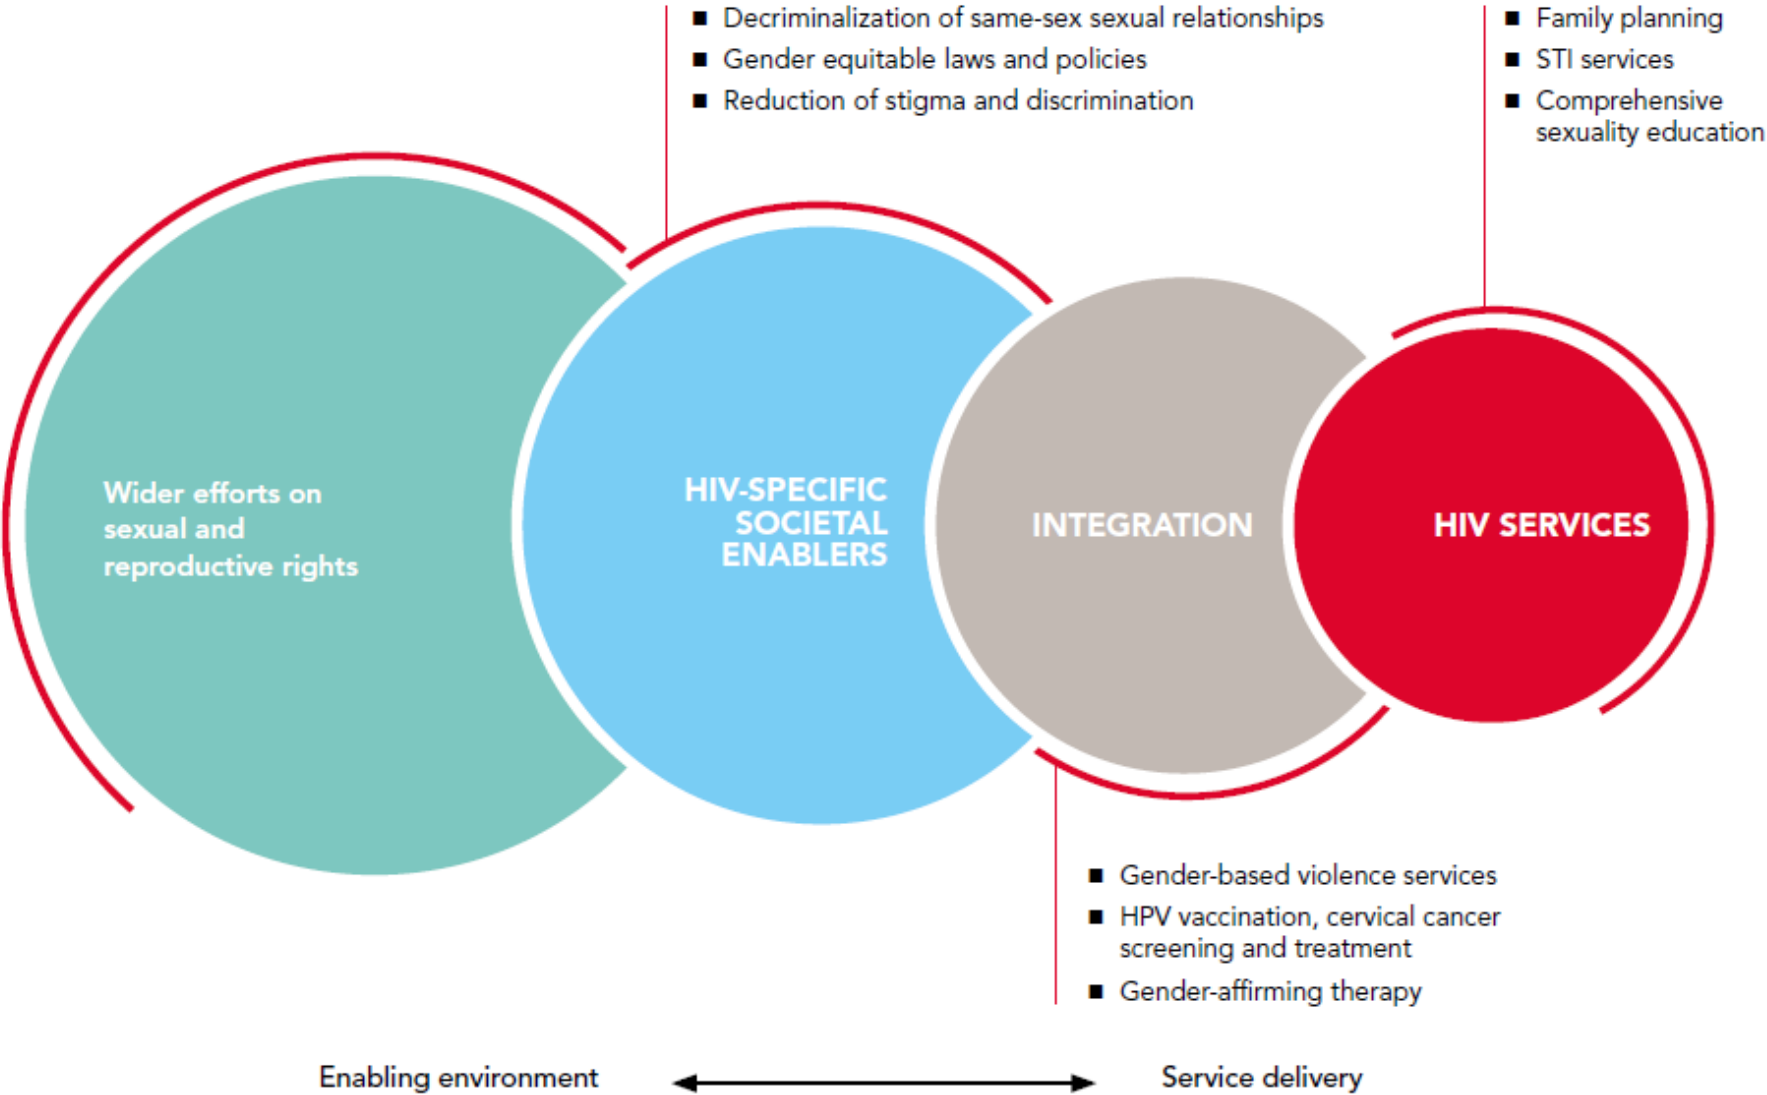 ■ Decriminalization of same-sex sexual relationships
■ Gender equitable laws and policies
■ Reduction of stigma and discrimination
■ Family planning
■ STI services
■ Comprehensive
sexuality education
Wider efforts on
sexual and
reproductive rights
HIV-SPECIFIC
SOCIETAL
ENABLERS
INTEGRATION
HIV SERVICES
■ Gender-based violence services
■ HPV vaccination, cervical cancer
screening and treatment
■ Gender-affirming therapy
Enabling environment
Service delivery